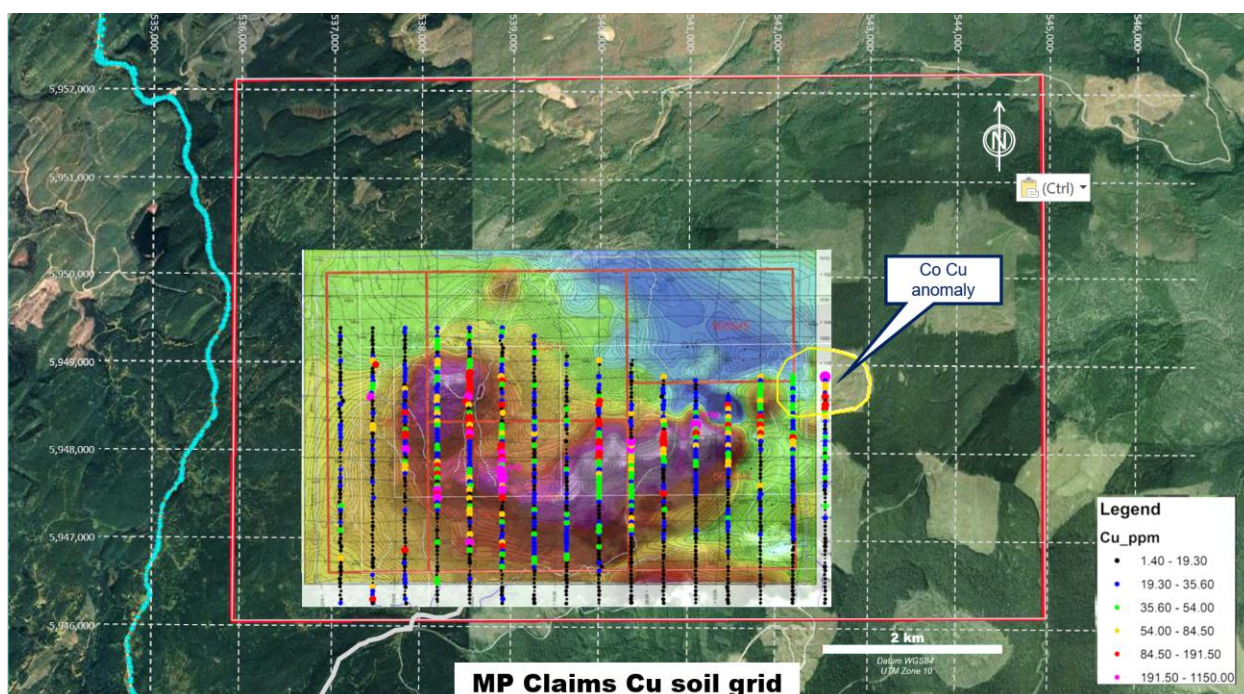 535,000
536,000
537,000
538,000
539,000
540,000
541,000
542,000
543,000
544,000
545,000
546,000
5,952,000
5,951,000
5,950,000
5,949,000
5,948,000
5,947,000
5,946,000
N
(Ctrl)
Co Cu
anomaly
Legend
Cu_ppm
1.40 - 19.30
19.30 - 35.60
35.60 - 54.00
54.00 - 84.50
84.50 - 191.50
191.50 - 1150.00
2 km
Datum WGS84
UTM Zone 10
MP Claims Cu soil grid